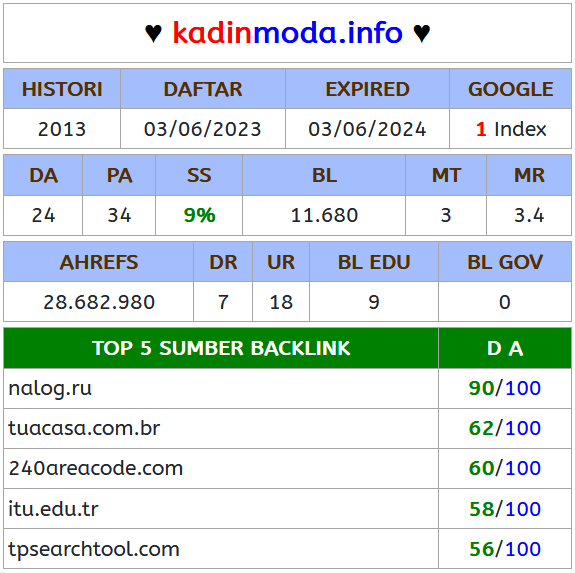 ♥ kadinmoda.info ♥
HISTORI DAFTAR EXPIRED GOOGLE
2013 03/06/2023 03/06/2024 1 Index
DA PA SS BL MT MR
24 34 9% 11.680 3 3.4
AHREFS DR UR BL EDU BL GOV
28.682.980 7 18 9 0
TOP 5 SUMBER BACKLINK D A
nalog.ru 90/100
tuacasa.com.br 62/100
240areacode.com 60/100
itu.edu.tr 58/100
tpsearchtool.com 56/100